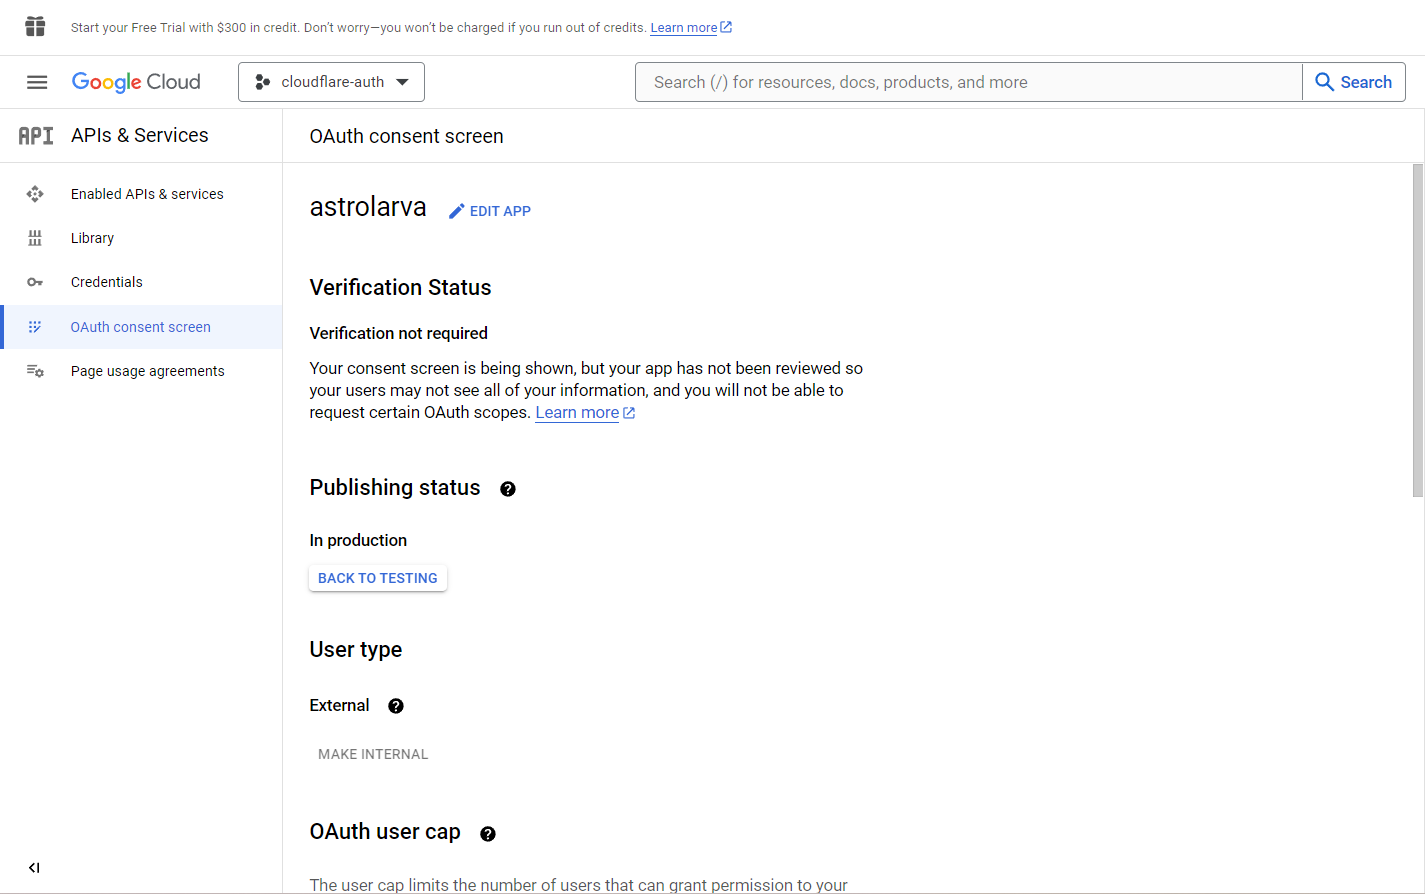 Start your Free Trial with $300 in credit. Don’t worry—you won’t be charged if you run out of credits. Learn more
Google Cloud
cloudflare-auth
Search (/) for resources, docs, products, and more
Search
API
APIs & Services
OAuth consent screen
Enabled APIs & services
Library
Credentials
OAuth consent screen
Page usage agreements
astrolarva
EDIT APP
Verification Status
Verification not required
Your consent screen is being shown, but your app has not been reviewed so
your users may not see all of your information, and you will not be able to
request certain OAuth scopes. Learn more
Publishing status
In production
BACK TO TESTING
User type
External
MAKE INTERNAL
OAuth user cap
The user cap limits the number of users that can grant permission to your